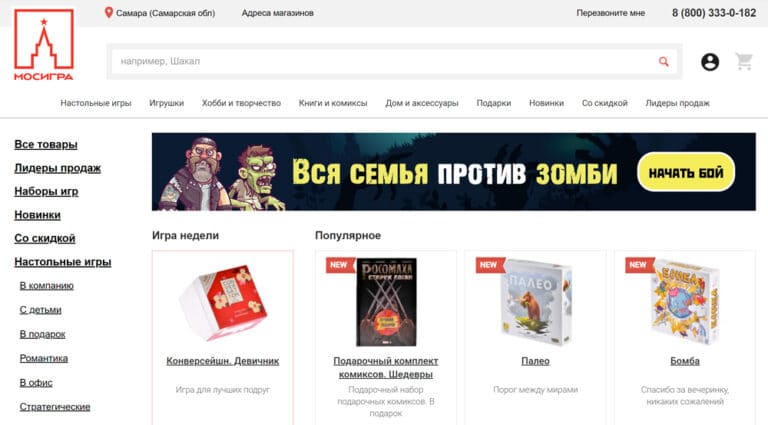 МОСИГРА
Самара (Самарская обл)
Адреса магазинов
Перезвоните мне
8 (800) 333-0-182
например, Шакал
Настольные игры
Игрушки
Хобби и творчество
Книги и комиксы
Дом и аксессуары
Подарки
Новинки
Со скидкой
Лидеры продаж
Все товары
Лидеры продаж
Наборы игр
Новинки
Со скидкой
Настольные игры
В компанию
С детьми
В подарок
Романтика
В офис
Стратегические
ВСЯ СЕМЬЯ ПРОТИВ ЗОМБИ
НАЧАТЬ БОЙ
Игра недели
Конверсейшн. Девичник
Игра для лучших подруг
Популярное
NEW
РОСОМАХА
СТАРИК ЛОГАН
Подарочный комплект
комиксов. Шедевры
Подарочный набор
подарочных комиксов. В
подарок
NEW
ПАЛЕО
Палео
Порог между мирами
NEW
БОМБА
Бомба
Спасибо за вечеринку,
никаких сожалений